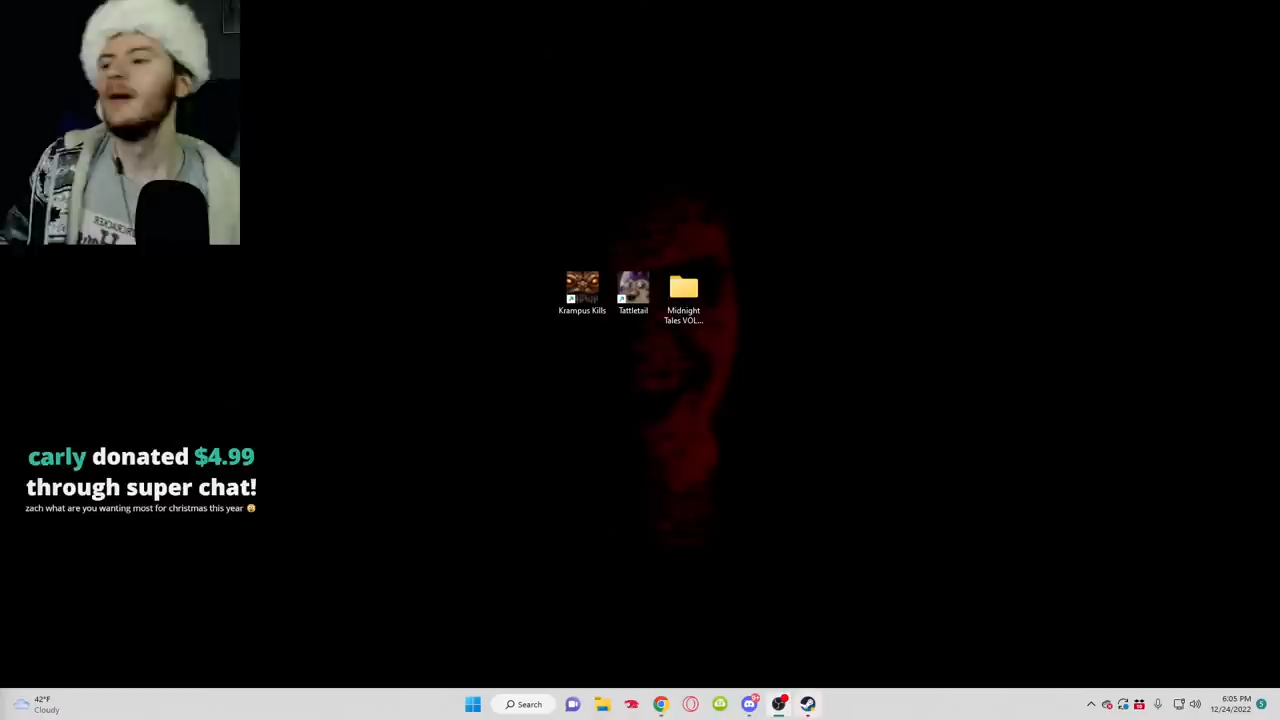 Krampus Kills
Tattletail
Midnight
Tales VOL...
carly donated $4.99
through super chat!
zach what are you wanting most for christmas this year
42°F
Cloudy
Search
6:05 PM
12/24/2022